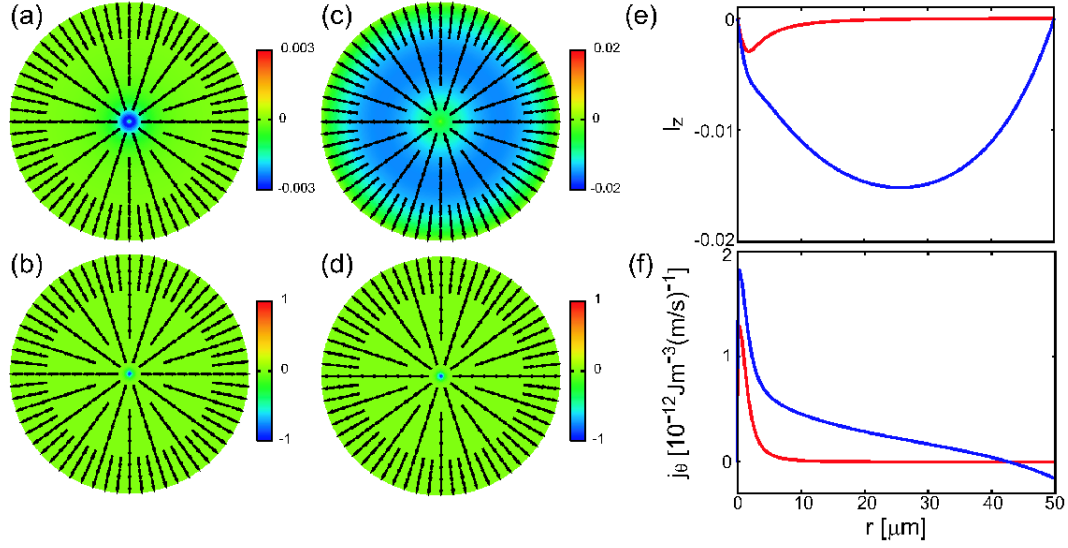 (a)
0.003
0
-0.003
(c)
0.02
0
-0.02
(e)
0
-0.01
-0.02
l_z
(b)
1
0
-1
(d)
1
0
-1
(f)
2
1
0
j_θ [10^-12 Jm^-3(m/s)^-1]
0 10 20 30 40 50
r [μm]